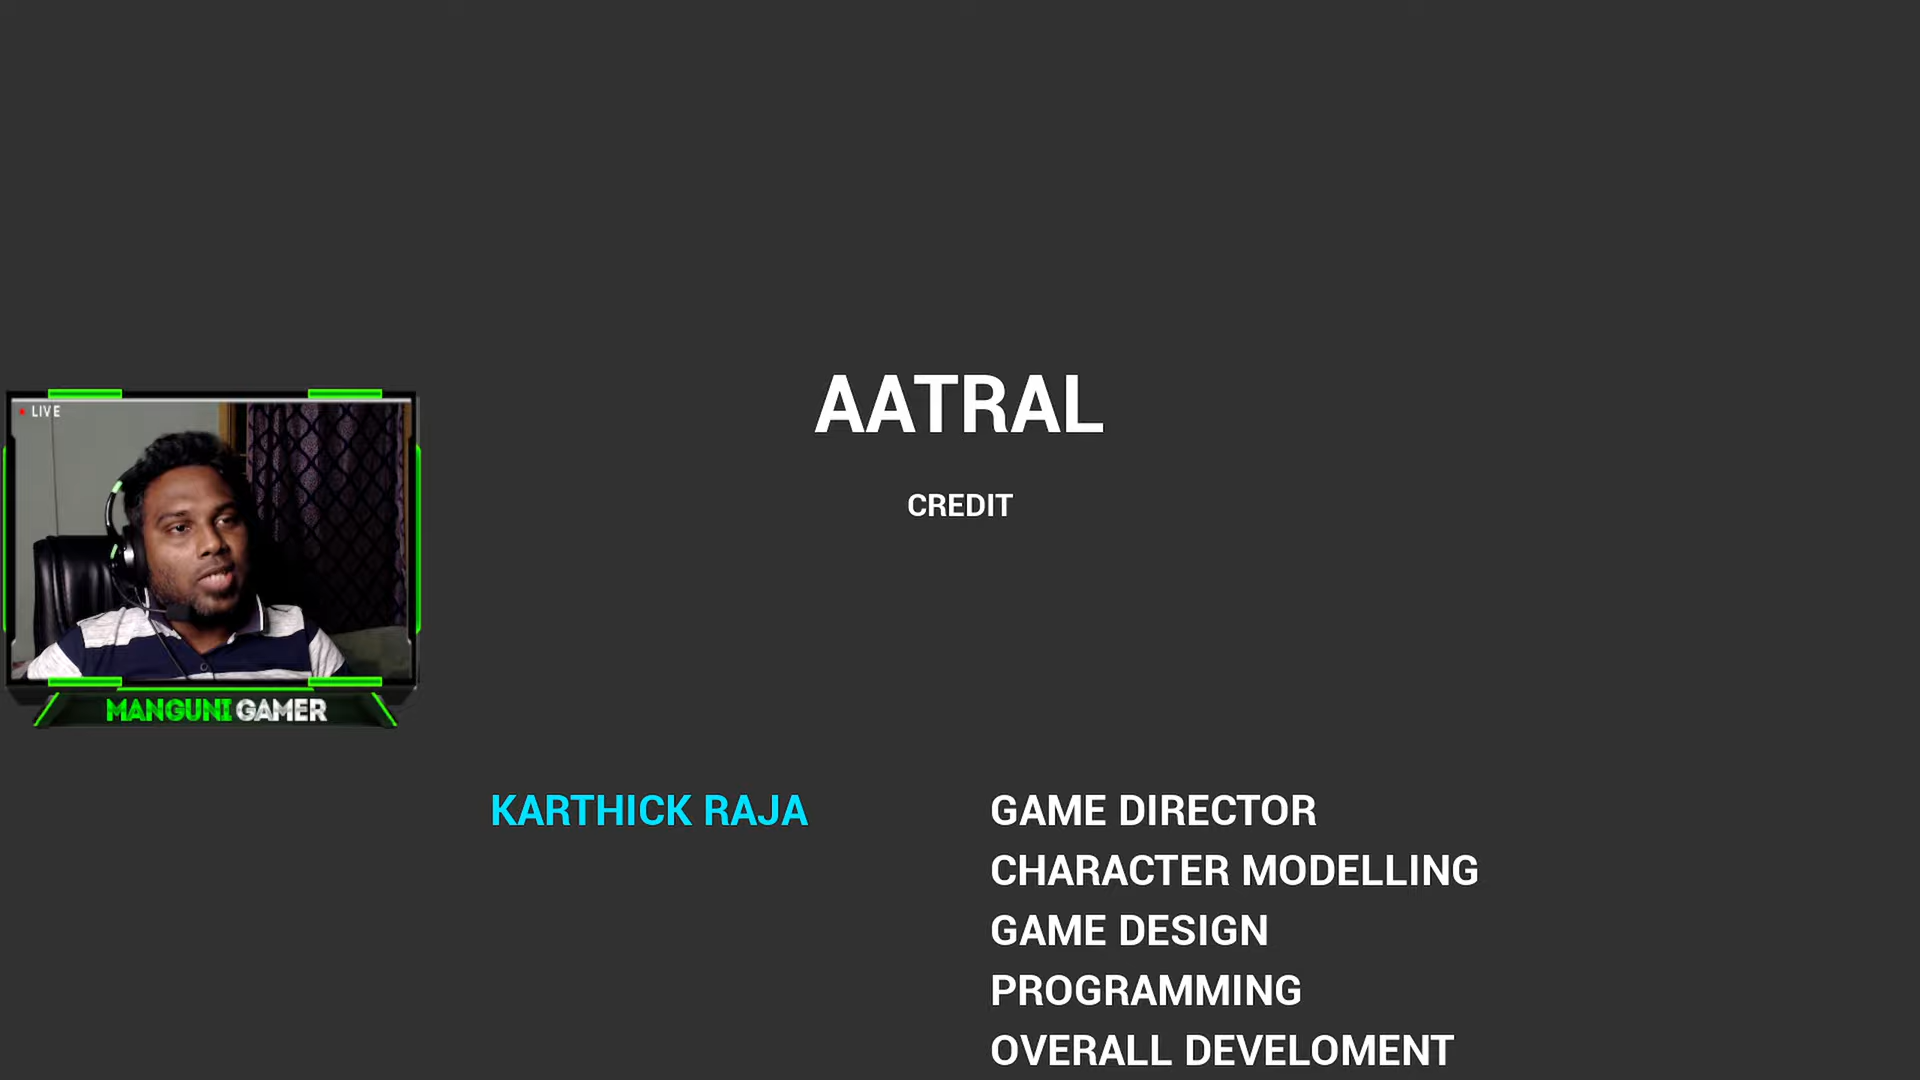 AATRAL
LIVE
CREDIT
MANGUNI GAMER
KARTHICK RAJA
GAME DIRECTOR
CHARACTER MODELLING
GAME DESIGN
PROGRAMMING
OVERALL DEVELOMENT